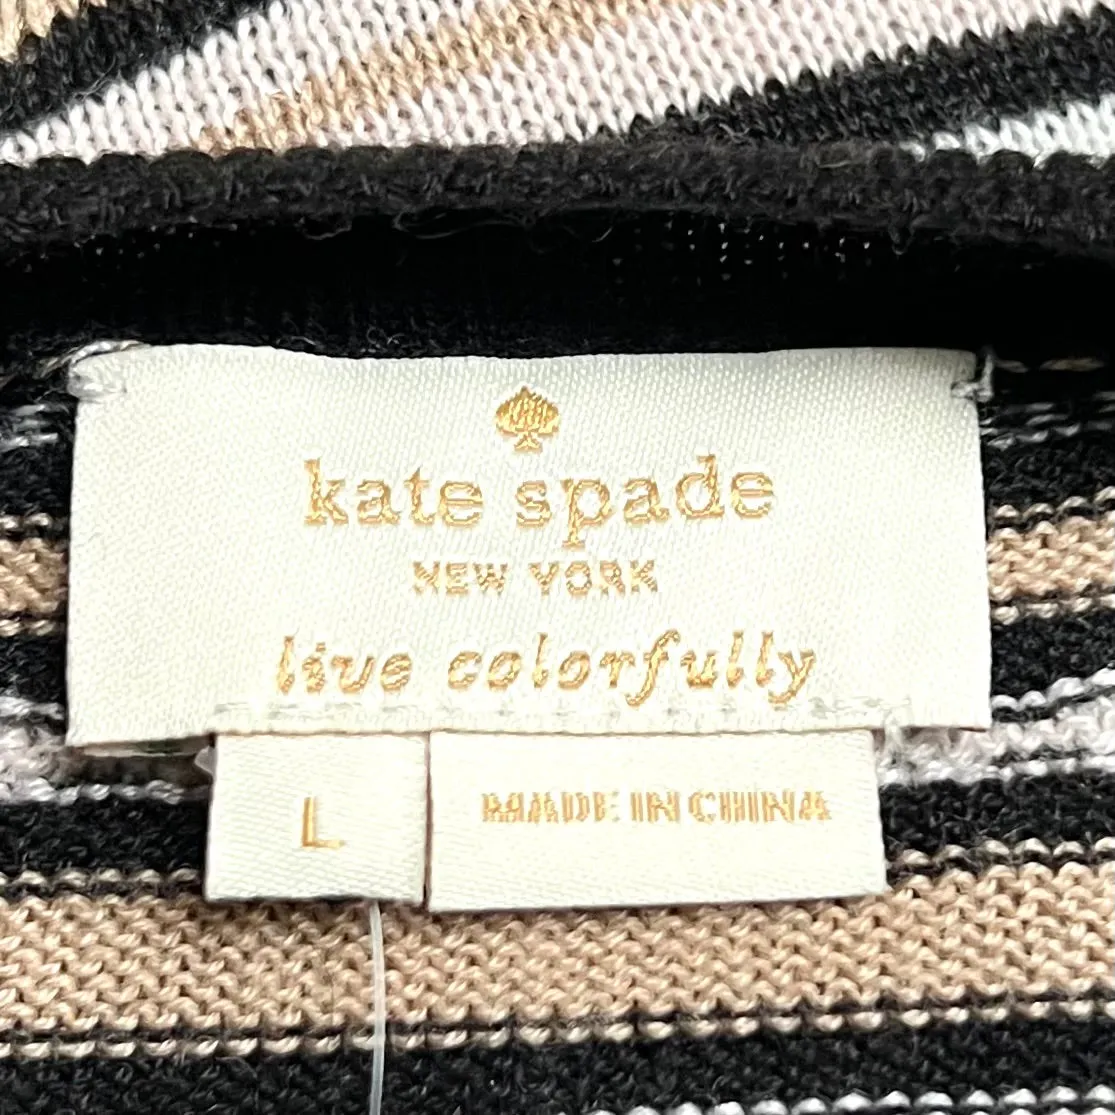 kate spade
NEW YORK
live colorfully
L
MADE IN CHINA